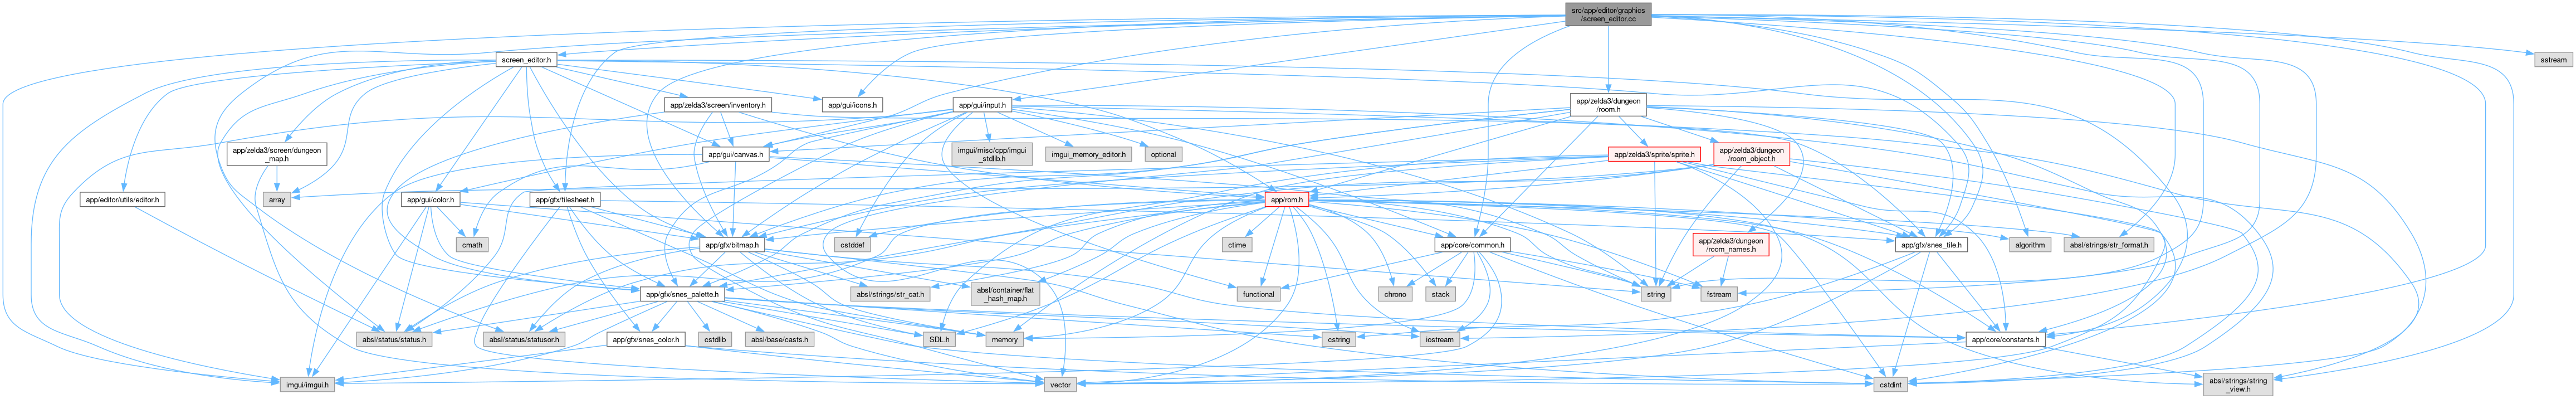 src/app/editor/graphics
/screen_editor.cc
sstream
screen_editor.h
app/zelda3/screen/inventory.h
app/gui/icons.h
app/gui/input.h
app/zelda3/dungeon
/room.h
app/zelda3/screen/dungeon
_map.h
app/gui/canvas.h
imgui/misc/cpp/imgui
_stdlib.h
imgui_memory_editor.h
optional
app/zelda3/sprite/sprite.h
app/zelda3/dungeon
/room_object.h
app/editor/utils/editor.h
array
app/gui/color.h
app/gfx/tilesheet.h
app/rom.h
cmath
app/gfx/bitmap.h
cstddef
ctime
app/core/common.h
app/zelda3/dungeon
/room_names.h
app/gfx/snes_tile.h
algorithm
absl/strings/str_format.h
app/gfx/snes_palette.h
absl/strings/str_cat.h
absl/container/flat
_hash_map.h
functional
chrono
stack
string
fstream
absl/status/status.h
absl/status/statusor.h
app/gfx/snes_color.h
cstdlib
absl/base/casts.h
SDL.h
memory
cstring
iostream
app/core/constants.h
imgui/imgui.h
vector
cstdint
absl/strings/string
_view.h